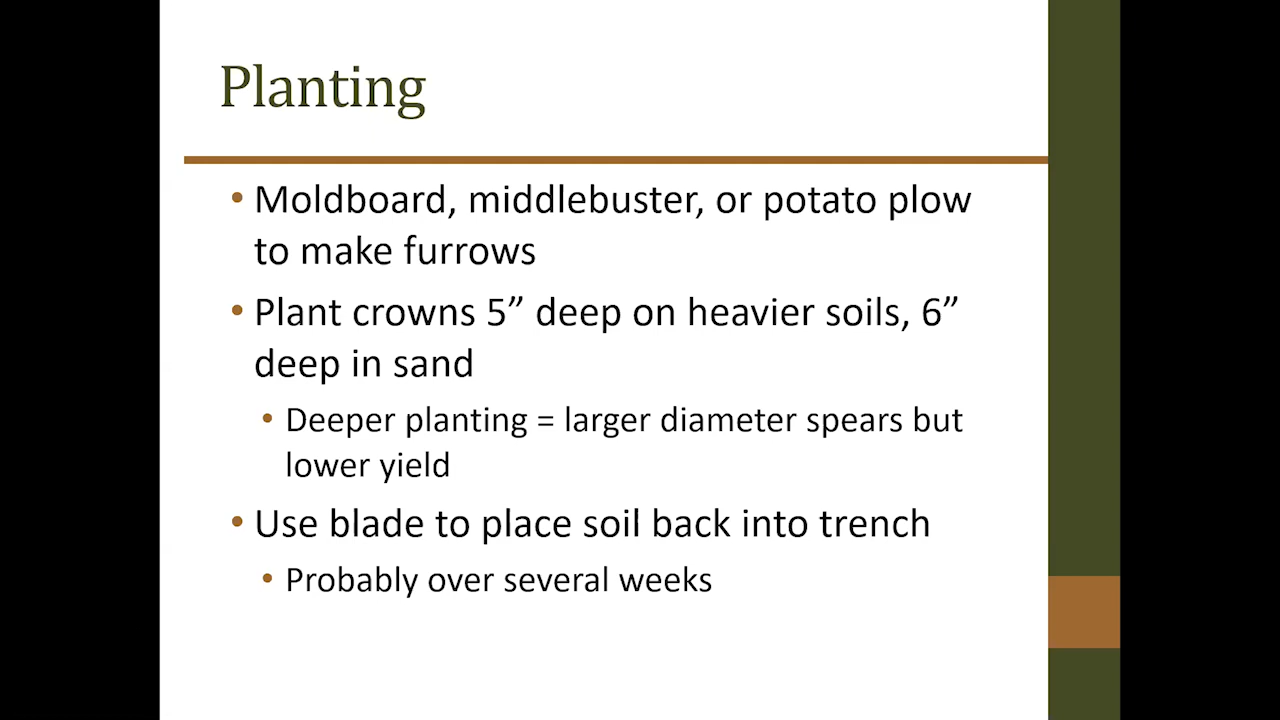 Planting
• Moldboard, middlebuster, or potato plow
to make furrows
• Plant crowns 5” deep on heavier soils, 6”
deep in sand
• Deeper planting = larger diameter spears but
lower yield
• Use blade to place soil back into trench
• Probably over several weeks